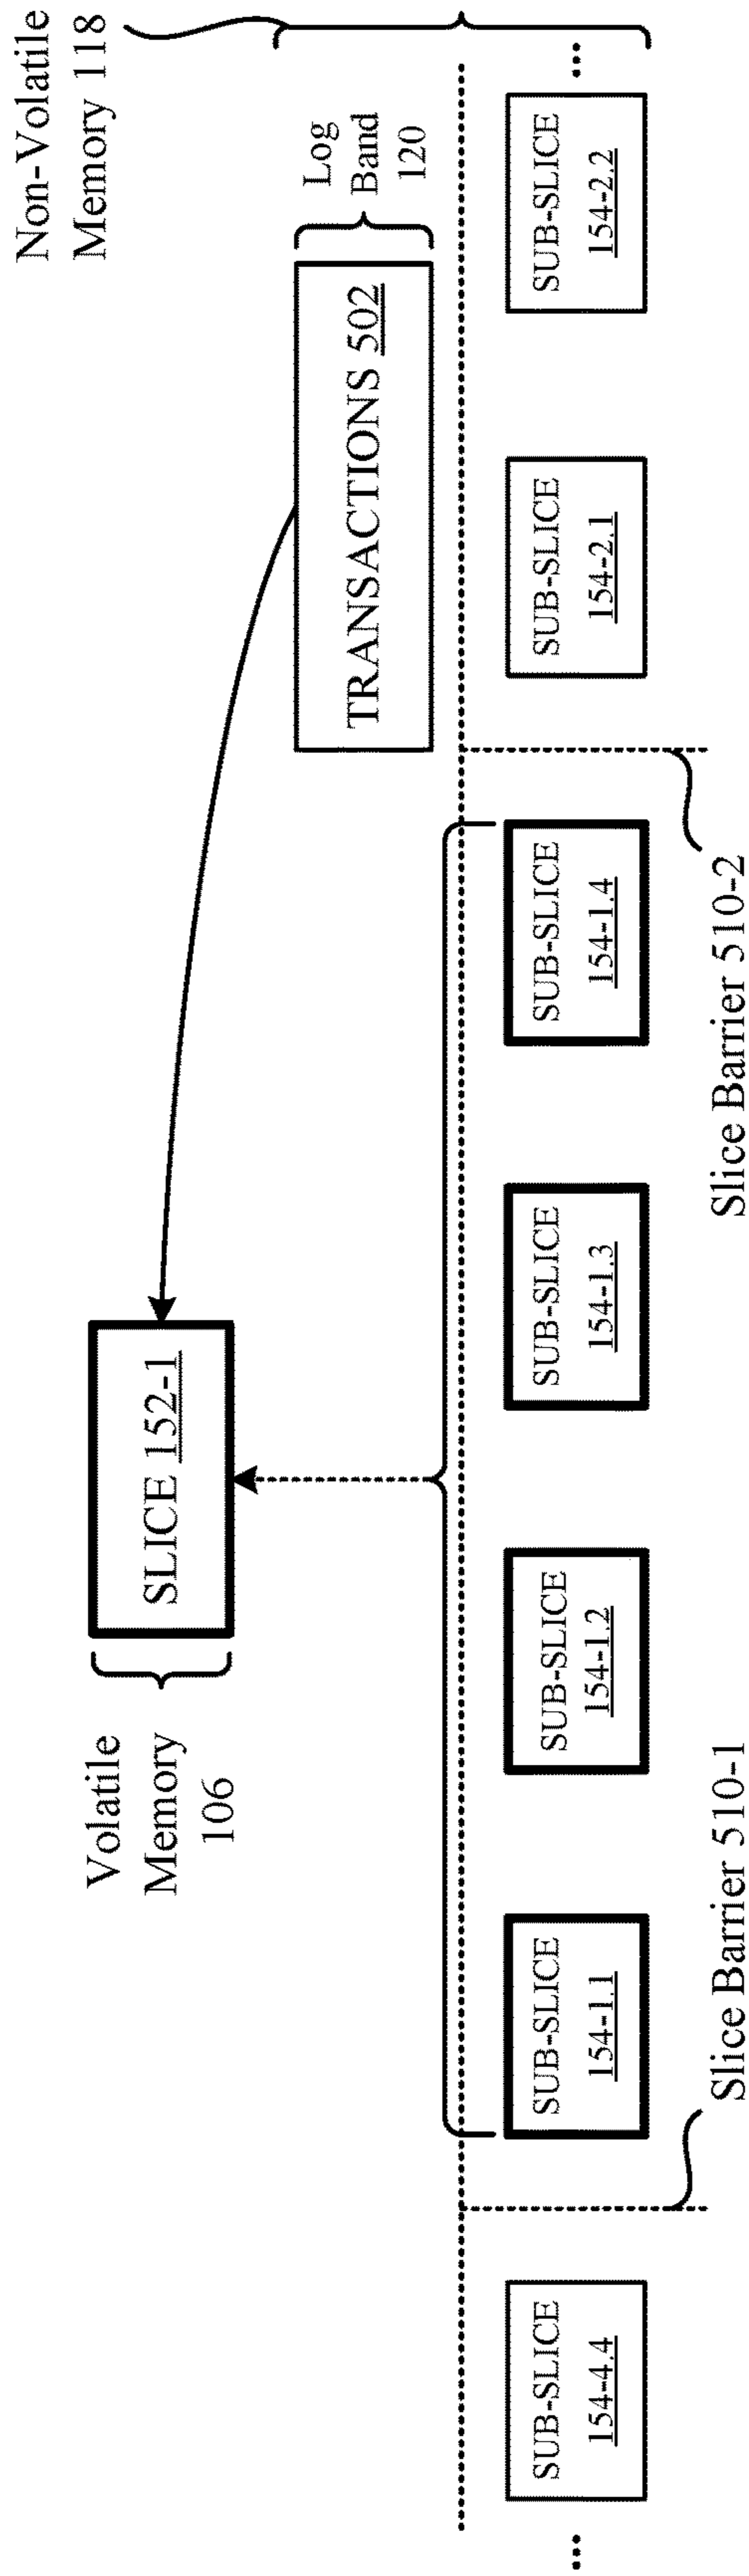 Non-Volatile
Memory 118
Volatile
Memory
106
SLICE 152-1
TRANSACTIONS 502
Log
Band
120
...
SUB-SLICE
154-4.4
SUB-SLICE
154-1.1
SUB-SLICE
154-1.2
SUB-SLICE
154-1.3
SUB-SLICE
154-1.4
SUB-SLICE
154-2.1
SUB-SLICE
154-2.2
...
Slice Barrier 510-1
Slice Barrier 510-2